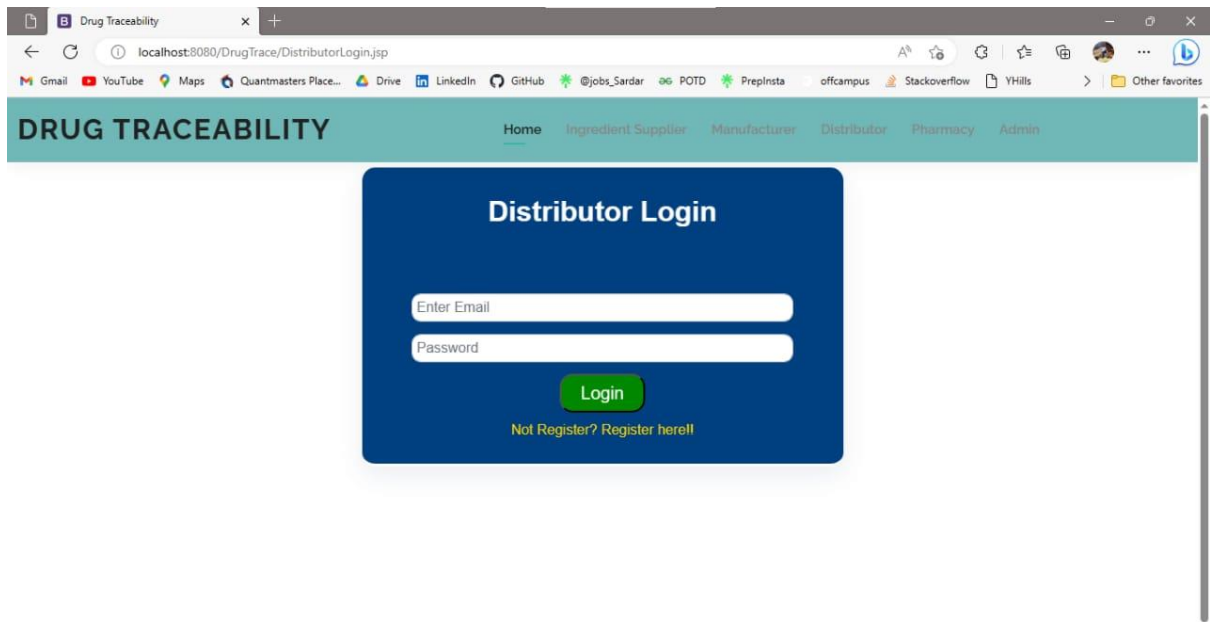 B Drug Traceability
localhost:8080/DrugTrace/DistributorLogin.jsp
Gmail YouTube Maps Quantmasters Place... Drive LinkedIn GitHub @jobs_Sardar POTD PrepInsta offcampus Stackoverflow YHills Other favorites
DRUG TRACEABILITY Home Ingredient Supplier Manufacturer Distributor Pharmacy Admin
Distributor Login
Enter Email
Password
Login
Not Register? Register here!!